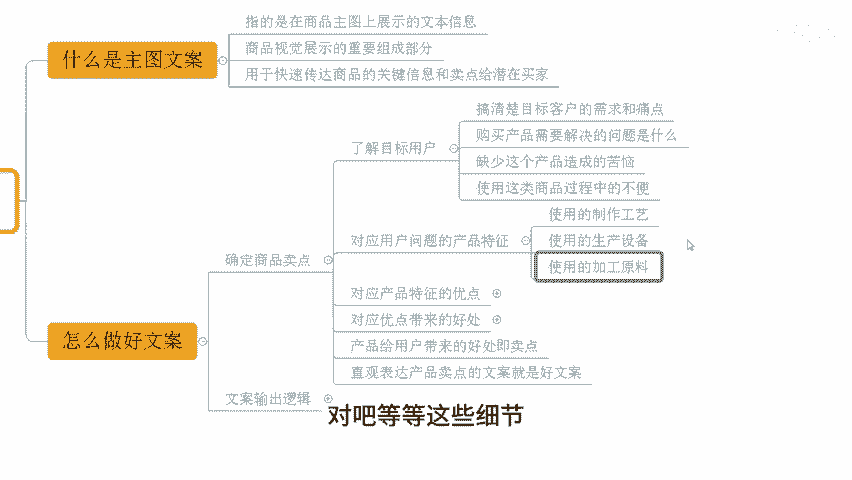 什么是主图文案
指的是在商品主图上展示的文本信息
商品视觉展示的重要组成部分
用于快速传达商品的关键信息和卖点给潜在买家
怎么做好文案
确定商品卖点
了解目标用户
搞清楚目标客户的需求和痛点
购买产品需要解决的问题是什么
缺少这个产品造成的苦恼
使用这类商品过程中的不便
对应用户问题的产品特征
使用的制作工艺
使用的生产设备
使用的加工原料
对应产品特征的优点
对应优点带来的好处
产品给用户带来的好处即卖点
直观表达产品卖点的文案就是好文案
文案输出逻辑
对吧等等这些细节